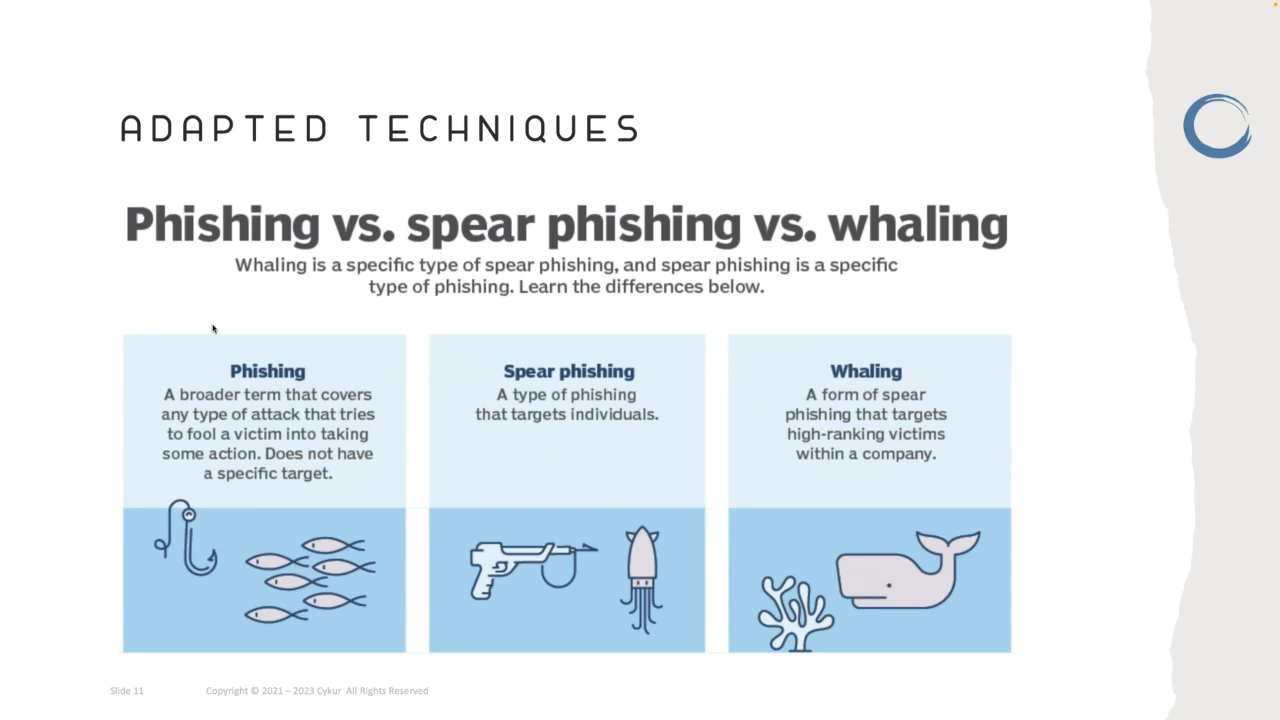 ADAPTED TECHNIQUES
Phishing vs. spear phishing vs. whaling
Whaling is a specific type of spear phishing, and spear phishing is a specific
type of phishing. Learn the differences below.
Phishing
A broader term that covers
any type of attack that tries
to fool a victim into taking
some action. Does not have
a specific target.
Spear phishing
A type of phishing
that targets individuals.
Whaling
A form of spear
phishing that targets
high-ranking victims
within a company.
Slide 11
Copyright © 2021 – 2023 Cykur All Rights Reserved